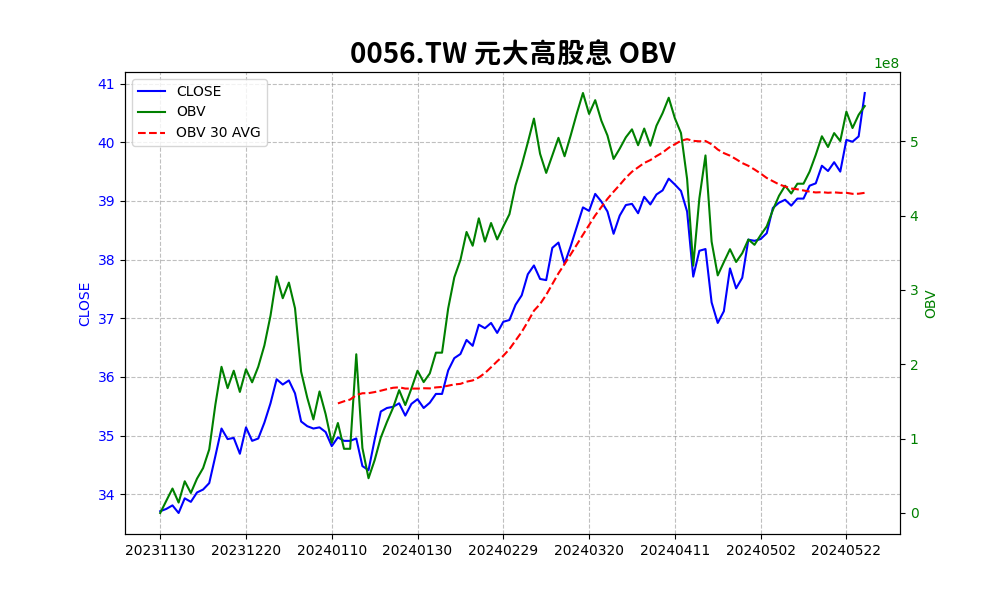 0056.TW 元大高股息 OBV
1e8
CLOSE
OBV
OBV 30 AVG
41
40
39
38
37
36
35
34
CLOSE
5
4
3
2
1
0
OBV
20231130 20231220 20240110 20240130 20240229 20240320 20240411 20240502 20240522